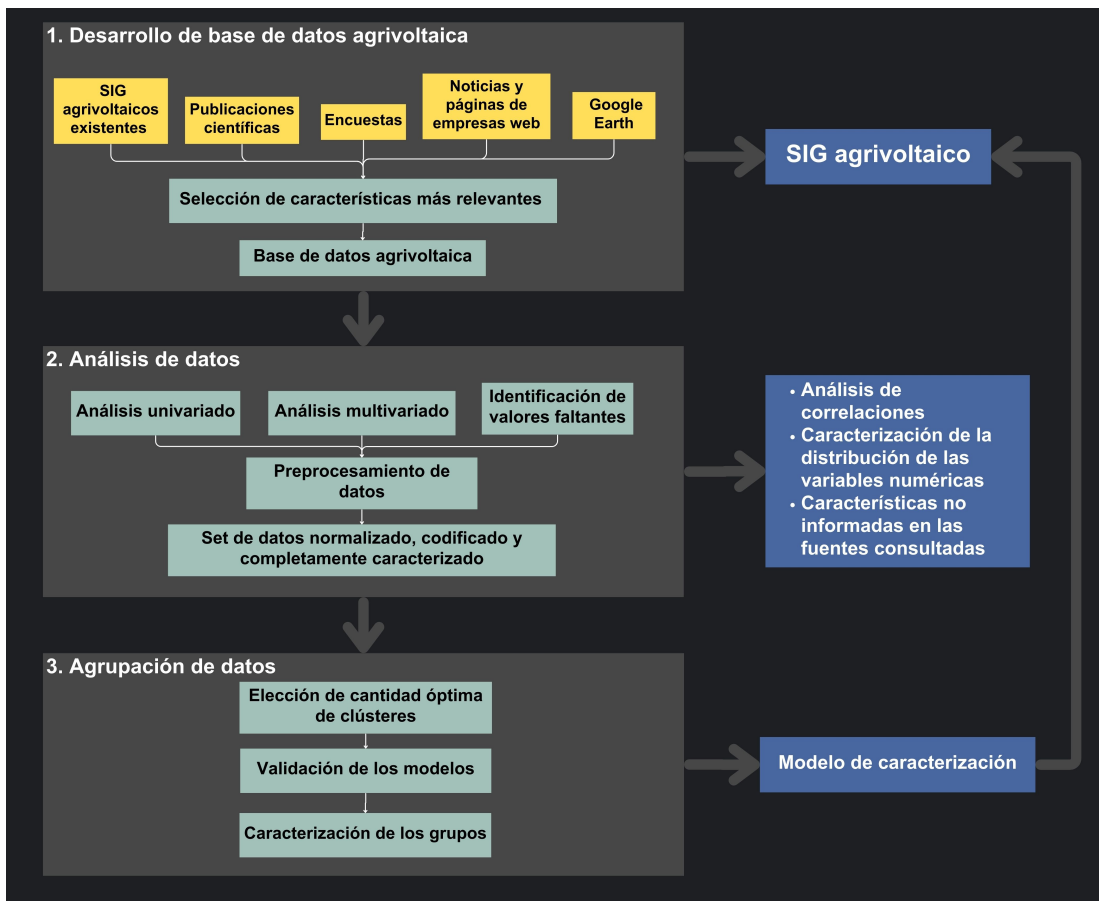 1. Desarrollo de base de datos agrivoltaica
SIG
agrivoltaicos
existentes
Publicaciones
científicas
Encuestas
Noticias y
páginas de
empresas web
Google
Earth
Selección de características más relevantes
Base de datos agrivoltaica
SIG agrivoltaico
2. Análisis de datos
Análisis univariado
Análisis multivariado
Identificación de
valores faltantes
Preprocesamiento de
datos
Set de datos normalizado, codificado y
completamente caracterizado
• Análisis de
correlaciones
• Caracterización de la
distribución de las
variables numéricas
• Características no
informadas en las
fuentes consultadas
3. Agrupación de datos
Elección de cantidad óptima
de clústeres
Validación de los modelos
Caracterización de los grupos
Modelo de caracterización